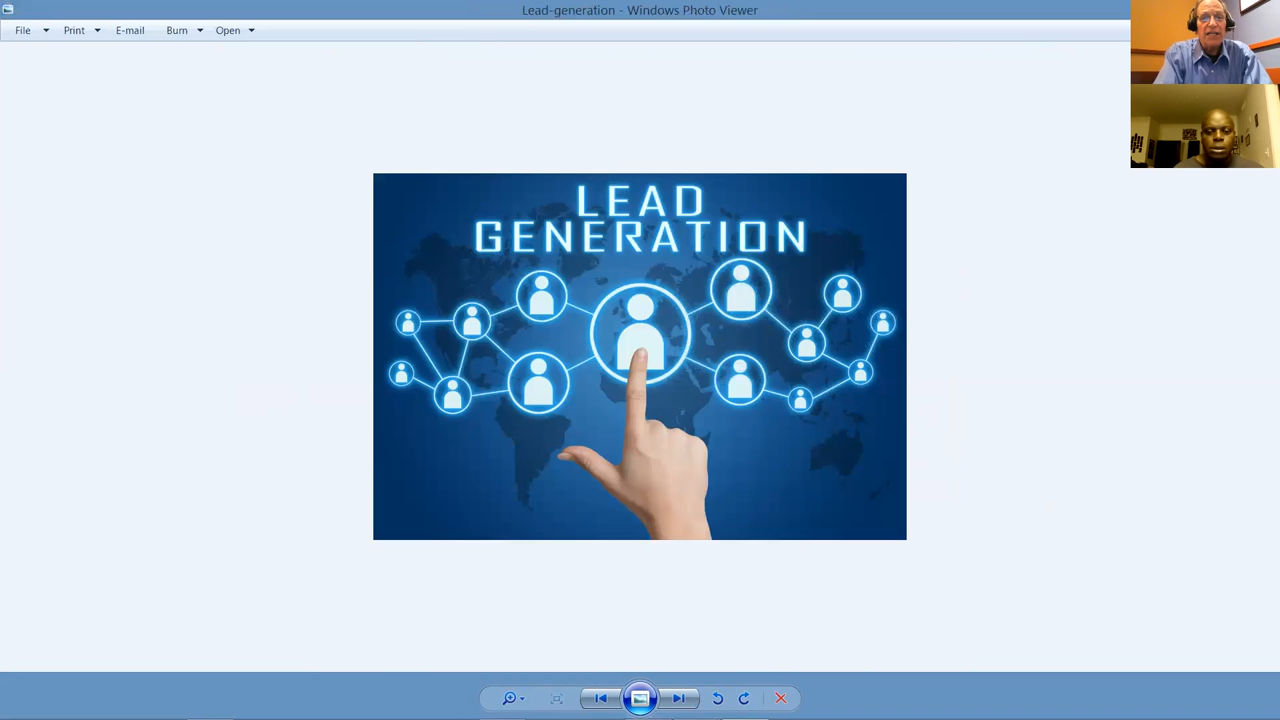 Lead-generation - Windows Photo Viewer
File Print E-mail Burn Open
LEAD
GENERATION